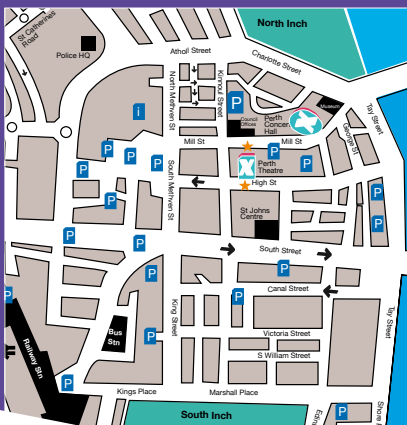 North Inch
St Catherines
Road
Police HQ
Atholl Street
Charlotte Street
North Methven St
Kinnoull Street
P
Museum
i
Council
Offices
Perth
Concert
Hall
Tay Street
George St
Mill St
Mill St
P
P
P
P
P
P
P
Perth
Theatre
High St
South Methven St
P
St Johns
Centre
P
P
P
P
South Street
P
P
Canal Street
P
P
King Street
Tay Street
P
Bus
Stn
Victoria Street
Railway Stn
S William Street
P
Kings Place
Marshall Place
South Inch
P